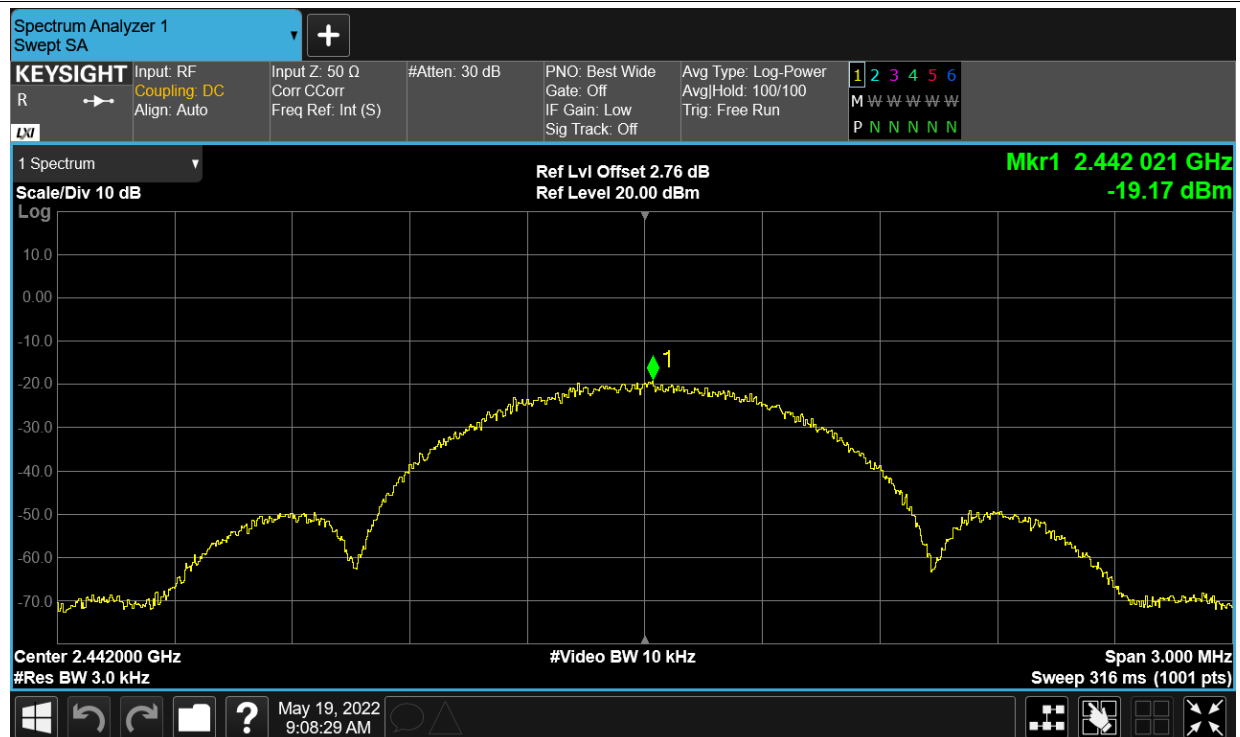 Spectrum Analyzer 1
Swept SA
▼
+
KEYSIGHT
R
LXI
Input: RF
Coupling: DC
Align: Auto
Input Z: 50 Ω
Corr CCorr
Freq Ref: Int (S)
#Atten: 30 dB
PNO: Best Wide
Gate: Off
IF Gain: Low
Sig Track: Off
Avg Type: Log-Power
Avg|Hold: 100/100
Trig: Free Run
1 2 3 4 5 6
M W W W W W W
P N N N N N N
1 Spectrum ▼
Scale/Div 10 dB
Ref Lvl Offset 2.76 dB
Ref Level 20.00 dBm
Mkr1 2.442 021 GHz
-19.17 dBm
Log
10.0
0.00
-10.0
1
-20.0
-30.0
-40.0
-50.0
-60.0
-70.0
Center 2.442000 GHz
#Res BW 3.0 kHz
#Video BW 10 kHz
Span 3.000 MHz
Sweep 316 ms (1001 pts)
?
May 19, 2022
9:08:29 AM